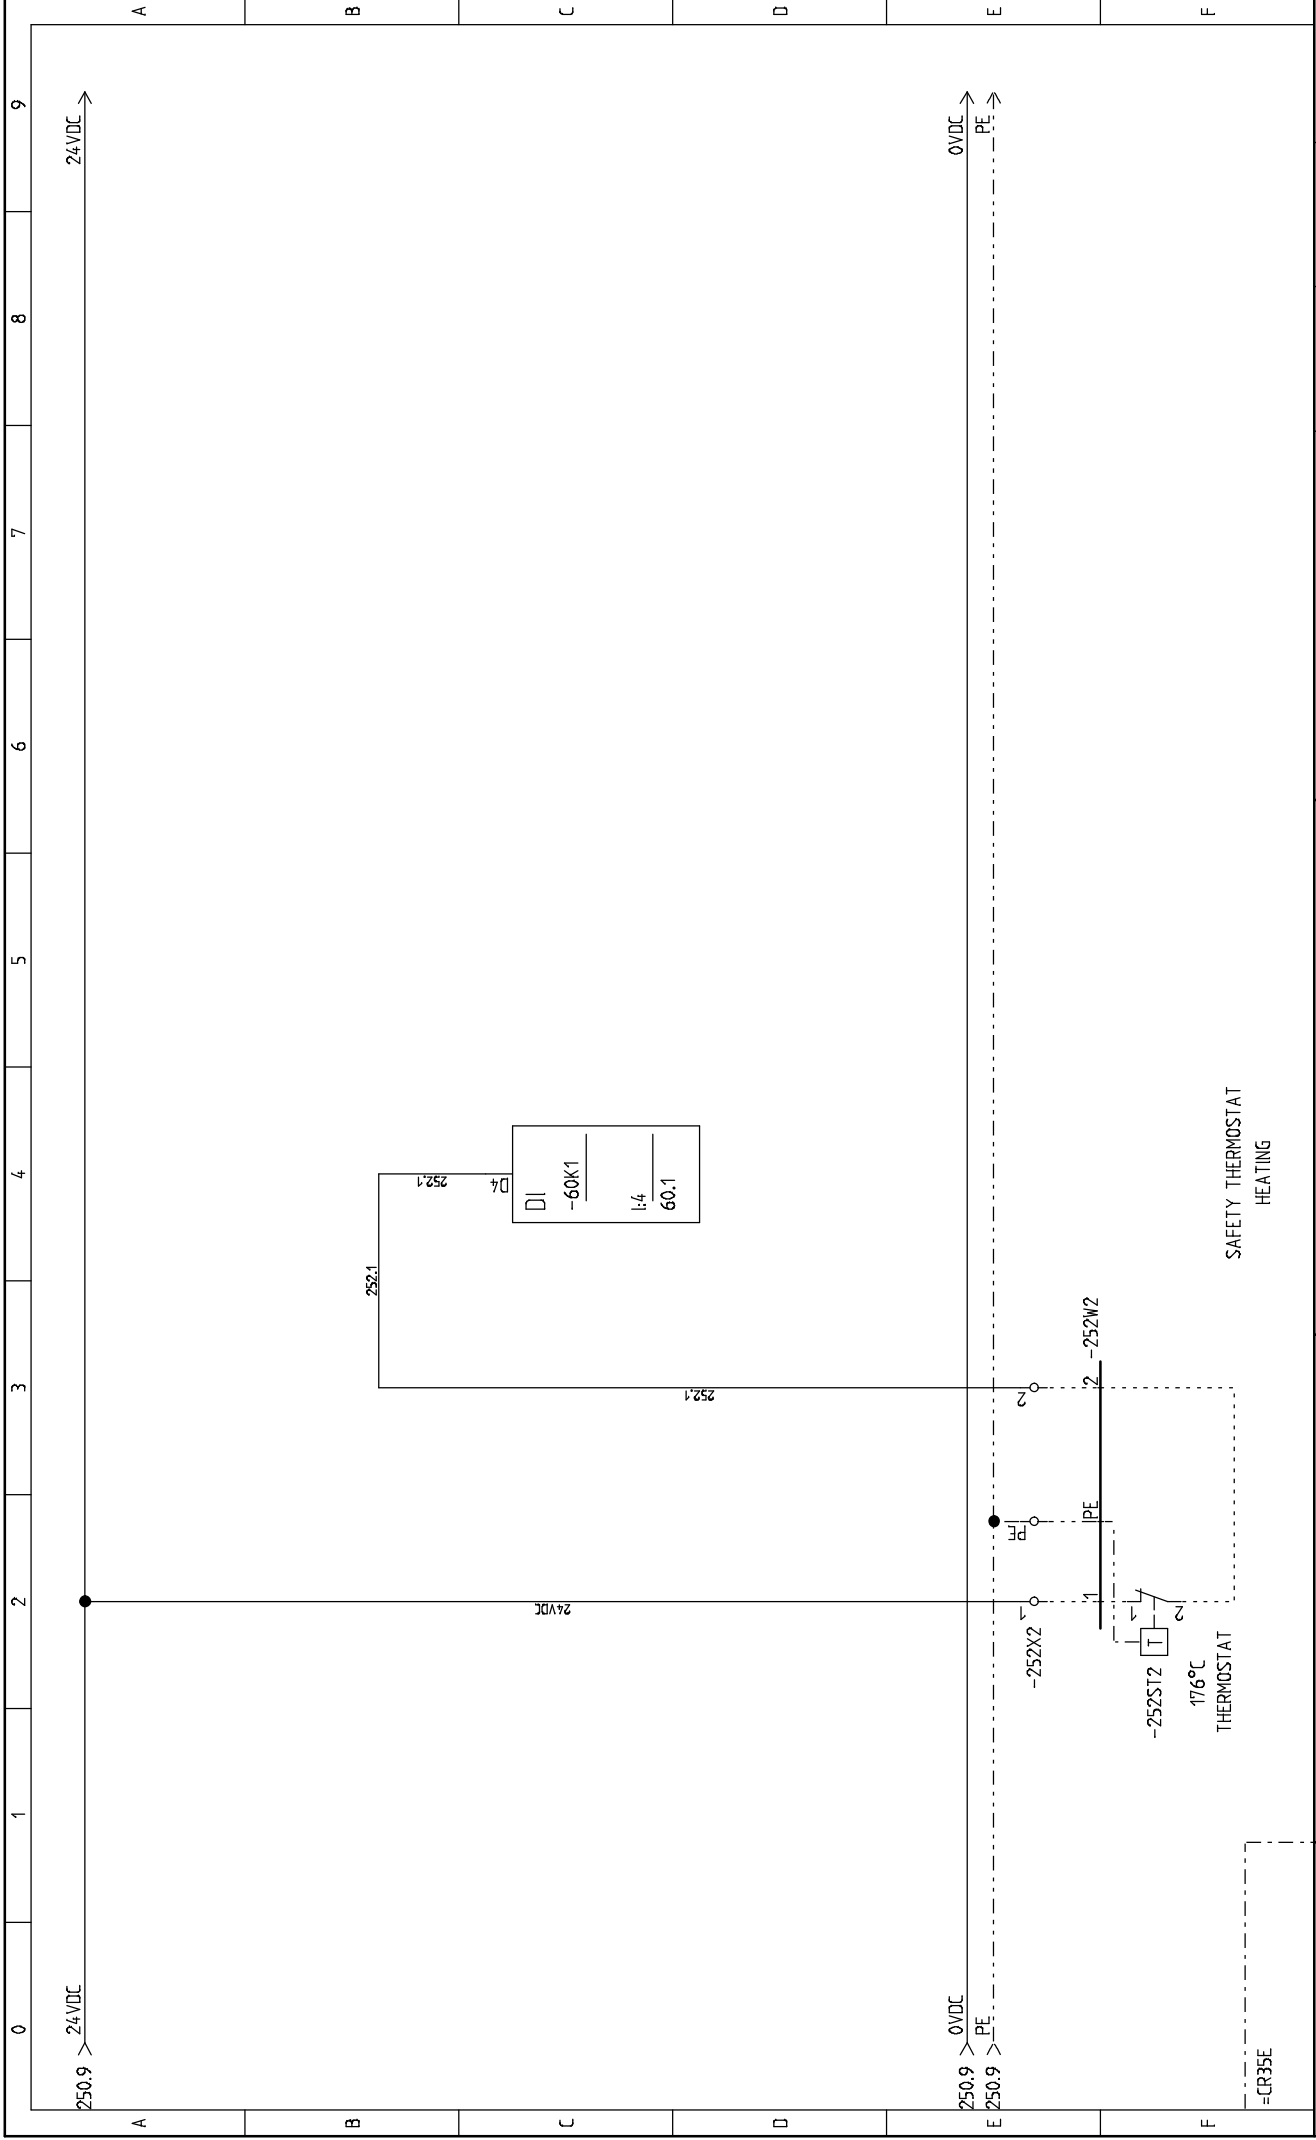 0 1 2 3 4 5 6 7 8 9
A
A
250.9 24VDC
24VDC
B
B
252.1
252.1
D4
C
C
24VDC
DI
-60K1
I:4
60.1
D
D
252.1
250.9 0VDC
0VDC
E
E
250.9 PE
PE
1
PE
2
-252X2
1
PE
2
-252W2
F
F
1
-252ST2
T
2
176°C
THERMOSTAT
SAFETY THERMOSTAT
HEATING
=CR35E